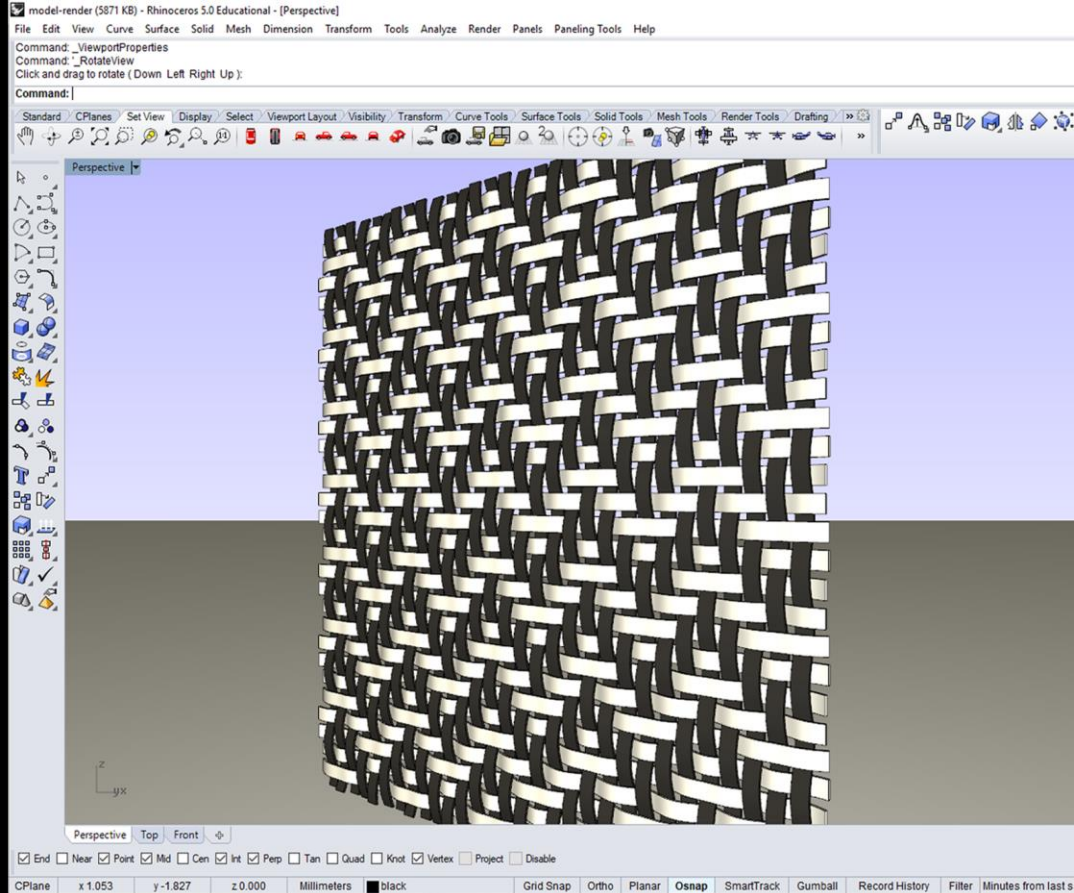 model-render (5871 KB) - Rhinoceros 5.0 Educational - [Perspective]
File Edit View Curve Surface Solid Mesh Dimension Transform Tools Analyze Render Panels Paneling Tools Help
Command: _ViewportProperties
Command: '_RotateView
Click and drag to rotate ( Down Left Right Up ):
Command:
Standard CPlanes Set View Display Select Viewport Layout Visibility Transform Curve Tools Surface Tools Solid Tools Mesh Tools Render Tools Drafting »
Perspective
z
yx
Perspective Top Front
End Near Point Mid Cen Int Perp Tan Quad Knot Vertex Project Disable
CPlane x 1.053 y -1.827 z 0.000 Millimeters black Grid Snap Ortho Planar Osnap SmartTrack Gumball Record History Filter Minutes from last s